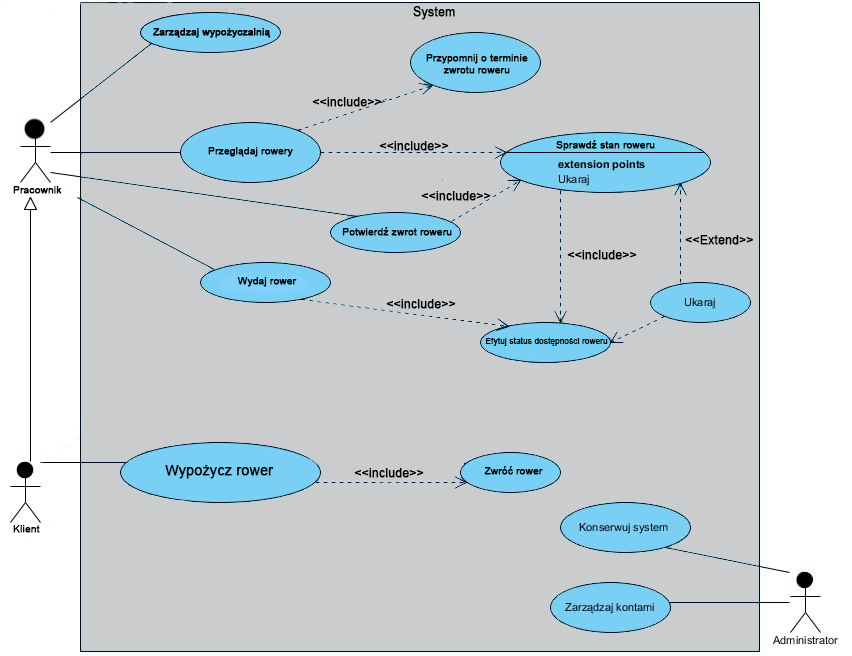 System
Zarządzaj wypożyczalnią
Przypomnij o terminie
zwrotu roweru
<<include>>
Przeglądaj rowery
<<include>>
Sprawdź stan roweru
extension points
Ukaraj
Pracownik
<<include>>
Potwierdź zwrot roweru
<<Extend>>
<<include>>
Wydaj rower
<<include>>
Ukaraj
Efytuj status dostępności roweru
Wypożycz rower
<<include>>
Zwróć rower
Klient
Konserwuj system
Zarządzaj kontami
Administrator